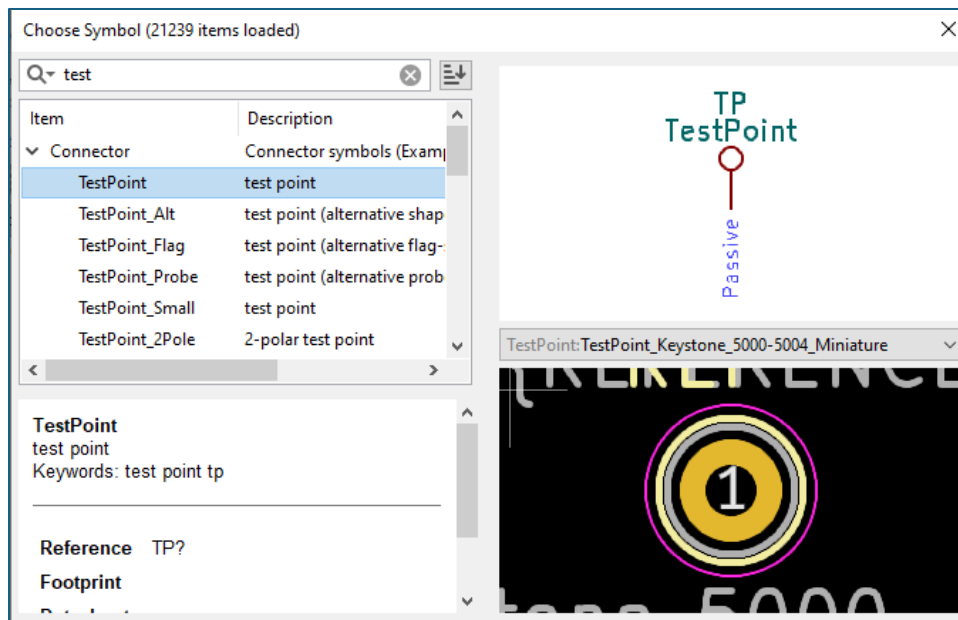 Choose Symbol (21239 items loaded)
test
Item Description
Connector Connector symbols (Examp
TestPoint test point
TestPoint_Alt test point (alternative shap
TestPoint_Flag test point (alternative flag-
TestPoint_Probe test point (alternative prob
TestPoint_Small test point
TestPoint_2Pole 2-polar test point
TestPoint
test point
Keywords: test point tp
Reference TP?
Footprint
TP
TestPoint
Passive
TestPoint:TestPoint_Keystone_5000-5004_Miniature
1
5000